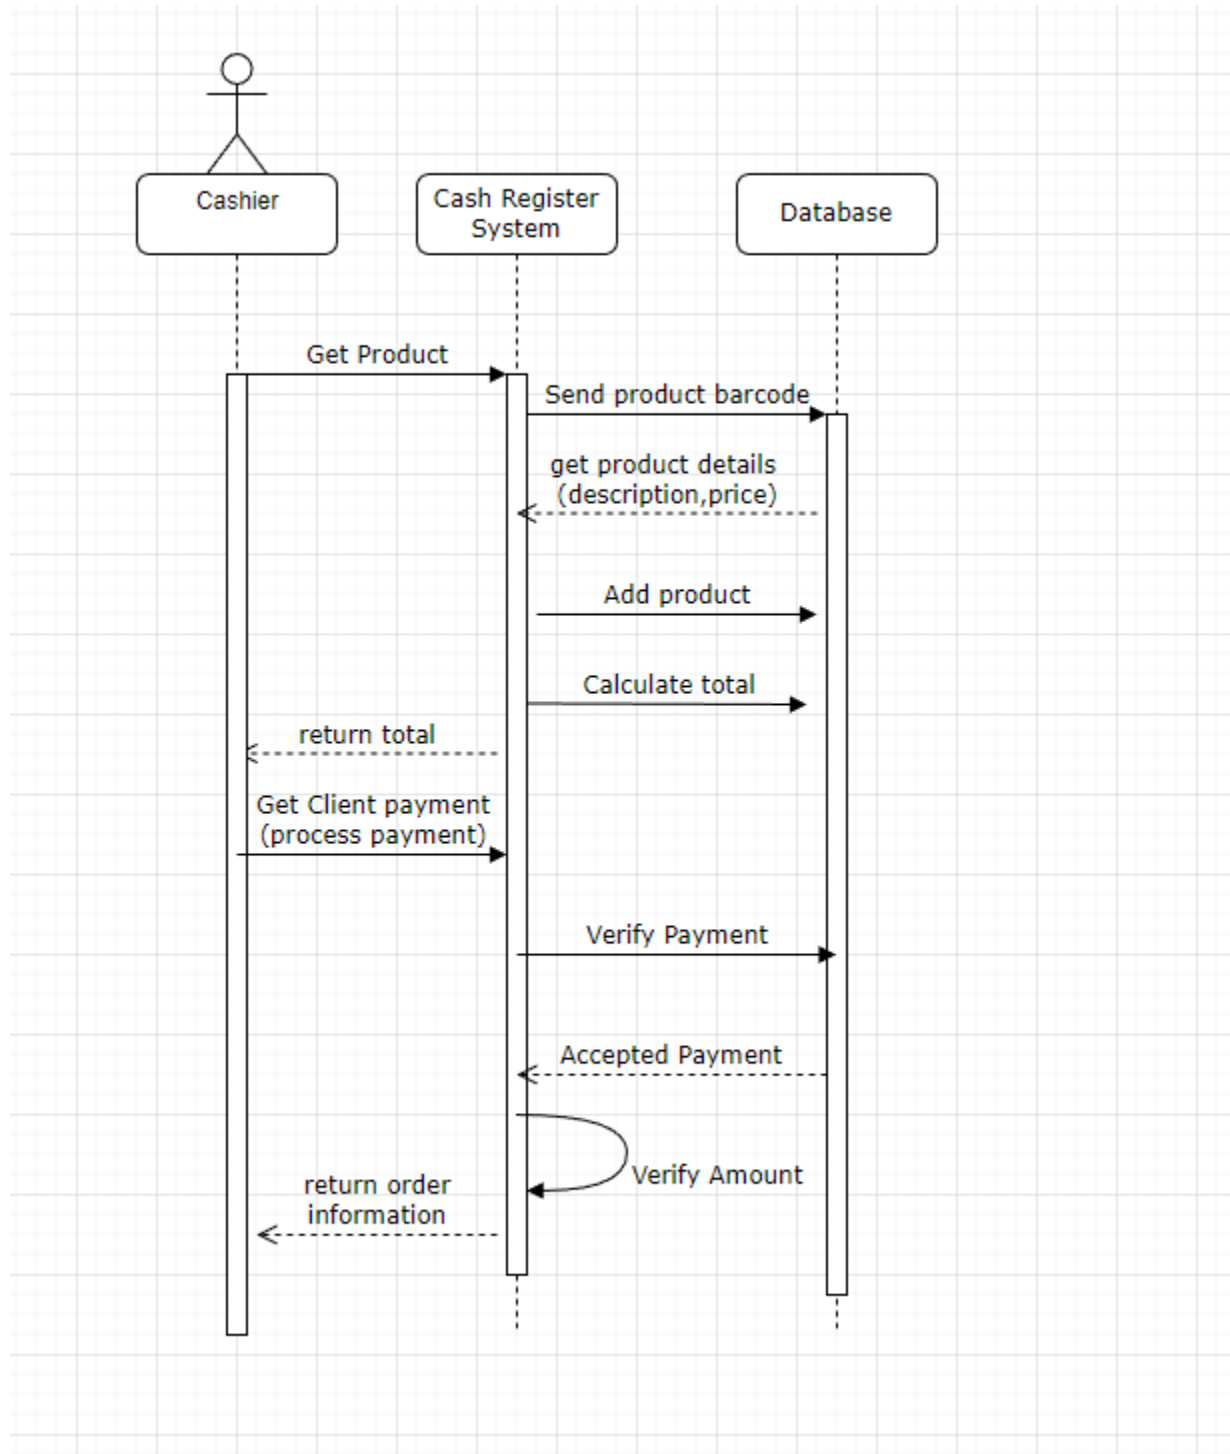 Cashier
Cash Register
System
Database
Get Product
Send product barcode
get product details
(description,price)
Add product
Calculate total
return total
Get Client payment
(process payment)
Verify Payment
Accepted Payment
Verify Amount
return order
information